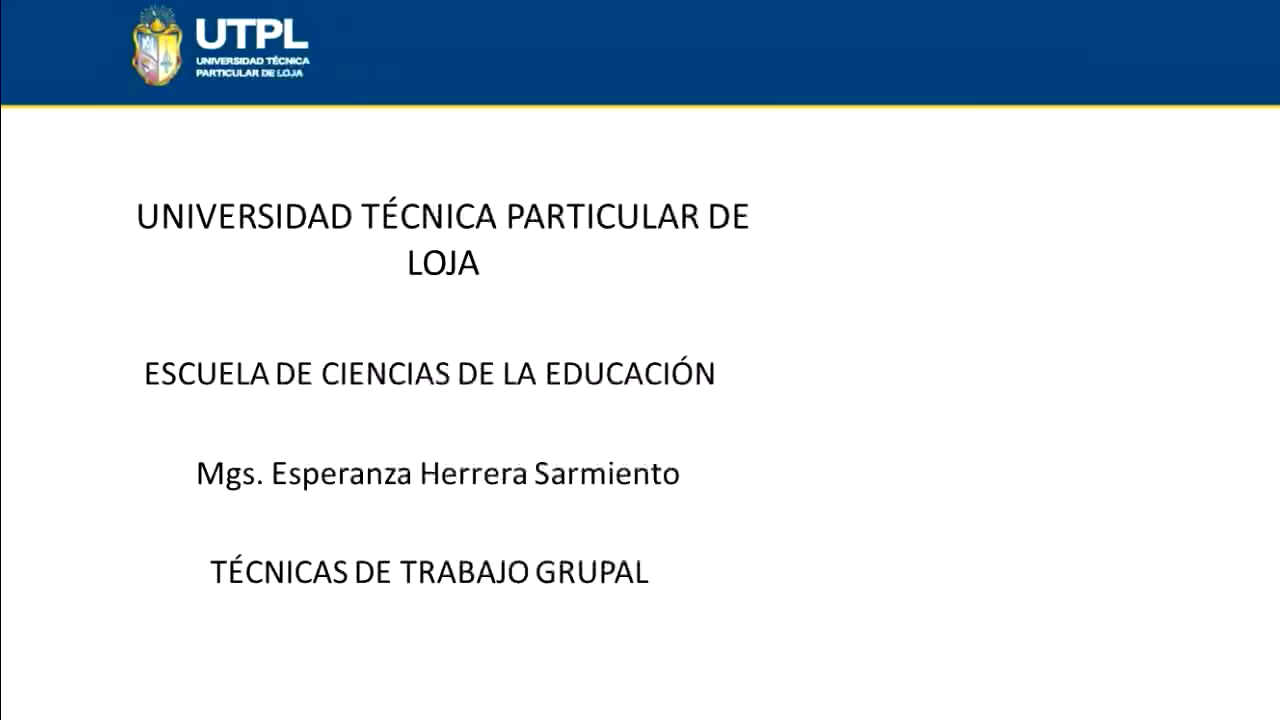 UTPL
UNIVERSIDAD TÉCNICA
PARTICULAR DE LOJA
UNIVERSIDAD TÉCNICA PARTICULAR DE
LOJA
ESCUELA DE CIENCIAS DE LA EDUCACIÓN
Mgs. Esperanza Herrera Sarmiento
TÉCNICAS DE TRABAJO GRUPAL